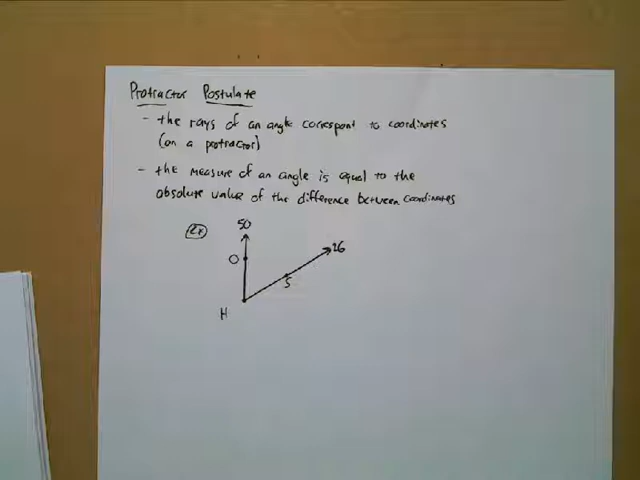 Protractor Postulate
- the rays of an angle correspont to coordinates
(on a protractor)
- the measure of an angle is equal to the
absolute value of the difference between coordinates
Ex
50
26
O
S
H